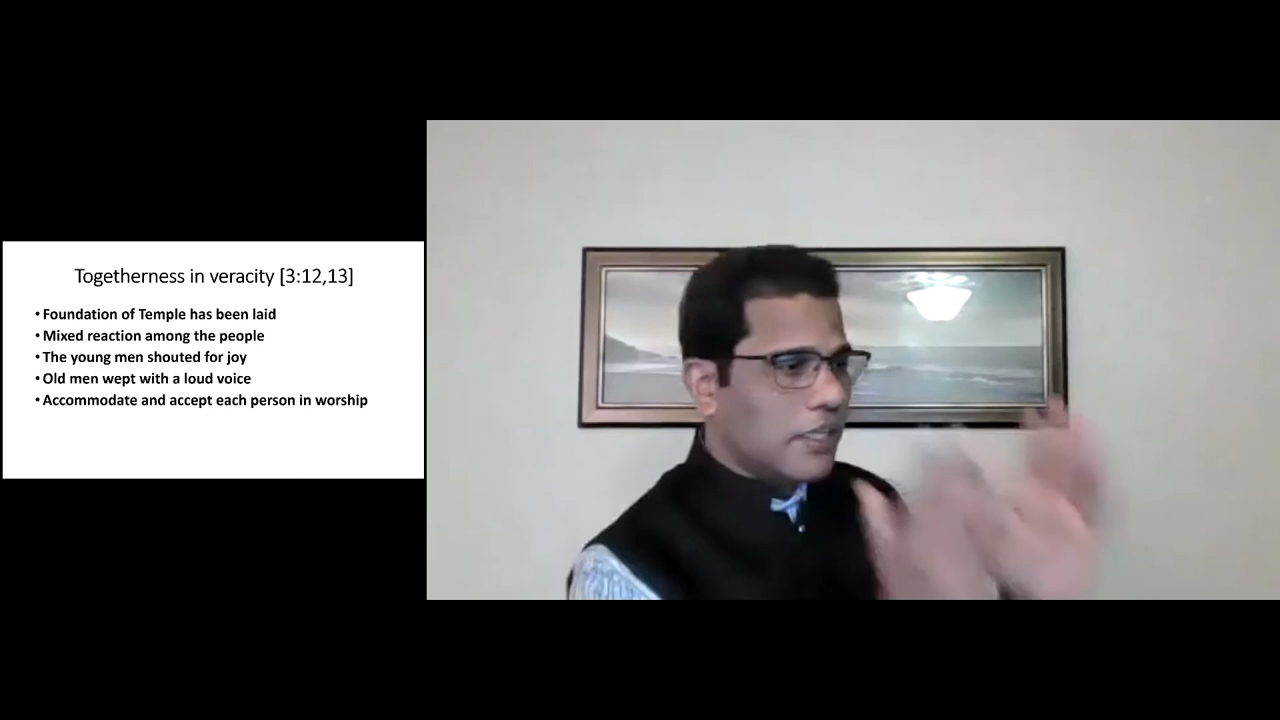 Togetherness in veracity [3:12,13]
• Foundation of Temple has been laid
• Mixed reaction among the people
• The young men shouted for joy
• Old men wept with a loud voice
• Accommodate and accept each person in worship